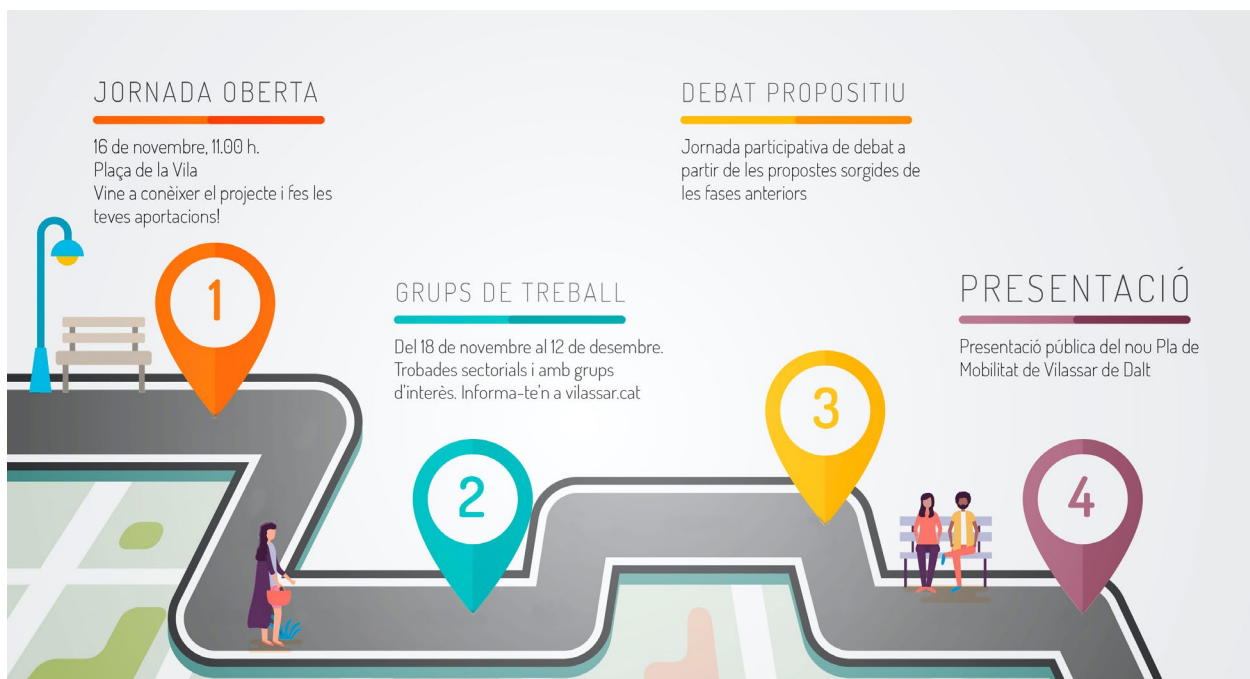 JORNADA OBERTA
16 de novembre, 11.00 h.
Plaça de la Vila
Vine a conèixer el projecte i fes les
teves aportacions!
1
GRUPS DE TREBALL
Del 18 de novembre al 12 de desembre.
Trobades sectorials i amb grups
d'interès. Informa-te'n a vilassar.cat
2
DEBAT PROPOSITIU
Jornada participativa de debat a
partir de les propostes sorgides de
les fases anteriors
3
PRESENTACIÓ
Presentació pública del nou Pla de
Mobilitat de Vilassar de Dalt
4